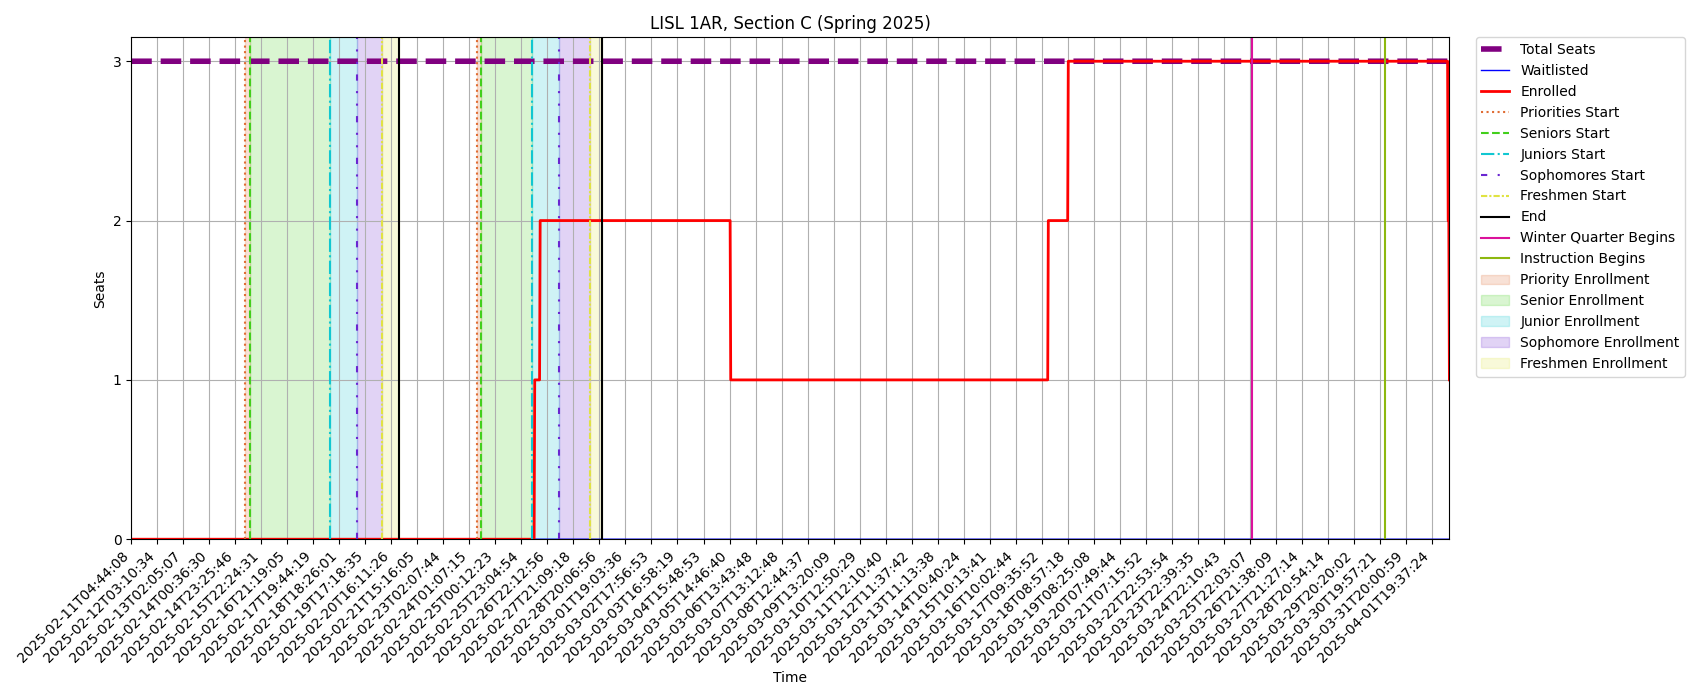 LISL 1AR, Section C (Spring 2025)
3
2
1
0
Seats
2025-02-11T04:44:08
2025-02-12T03:10:34
2025-02-13T02:05:07
2025-02-14T00:36:30
2025-02-14T23:25:46
2025-02-15T22:24:31
2025-02-16T21:19:05
2025-02-17T19:44:19
2025-02-18T18:26:01
2025-02-19T17:18:35
2025-02-20T16:11:26
2025-02-21T15:16:05
2025-02-23T02:07:44
2025-02-24T01:07:15
2025-02-25T00:12:23
2025-02-25T23:04:54
2025-02-26T22:12:56
2025-02-27T21:09:18
2025-02-28T20:06:56
2025-03-01T19:03:36
2025-03-02T17:56:53
2025-03-03T16:58:19
2025-03-04T15:48:53
2025-03-05T14:46:40
2025-03-06T13:43:48
2025-03-07T13:12:48
2025-03-08T12:44:37
2025-03-09T13:20:09
2025-03-10T12:50:29
2025-03-11T12:10:40
2025-03-12T11:37:42
2025-03-13T11:13:38
2025-03-14T10:40:24
2025-03-15T10:13:41
2025-03-16T10:02:44
2025-03-17T09:35:52
2025-03-18T08:57:18
2025-03-19T08:25:08
2025-03-20T07:49:44
2025-03-21T07:15:52
2025-03-22T22:53:54
2025-03-23T22:39:35
2025-03-24T22:10:43
2025-03-25T22:03:07
2025-03-26T21:38:09
2025-03-27T21:27:14
2025-03-28T20:54:14
2025-03-29T20:20:02
2025-03-30T19:57:21
2025-03-31T20:00:59
2025-04-01T19:37:24
Time
Total Seats
Waitlisted
Enrolled
Priorities Start
Seniors Start
Juniors Start
Sophomores Start
Freshmen Start
End
Winter Quarter Begins
Instruction Begins
Priority Enrollment
Senior Enrollment
Junior Enrollment
Sophomore Enrollment
Freshmen Enrollment